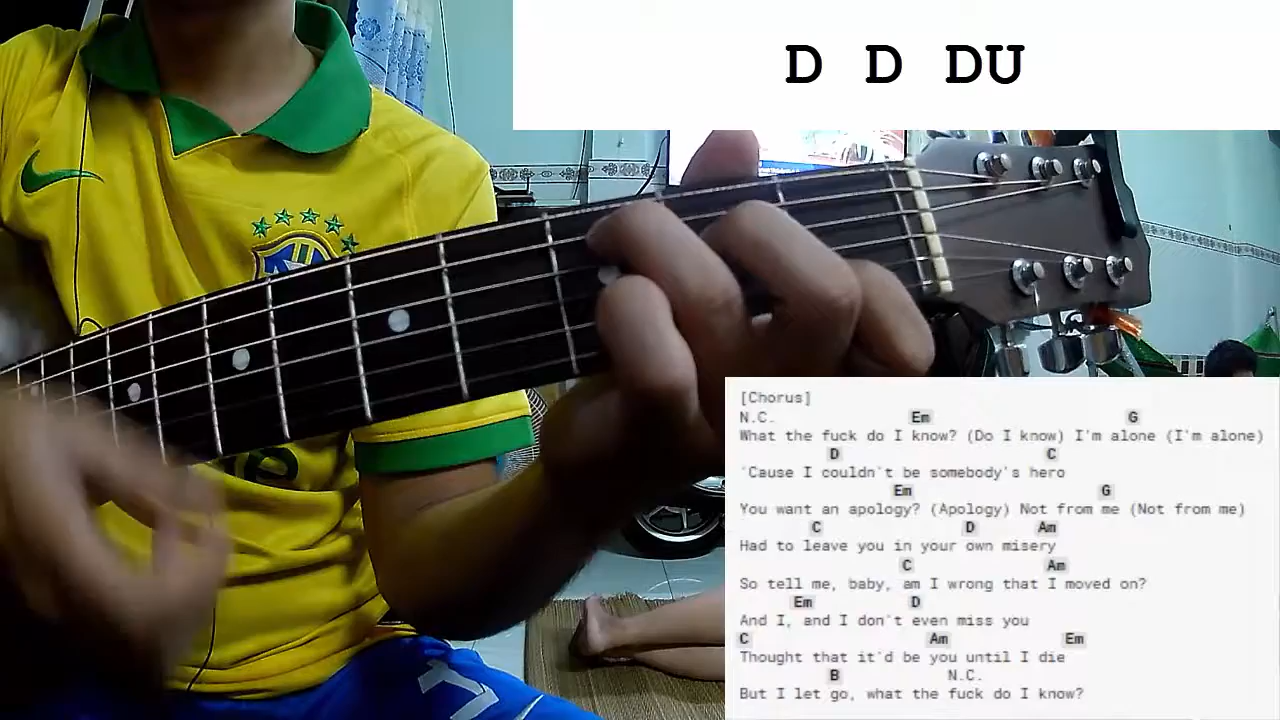 D D DU
[Chorus]
N.C. Em G
What the fuck do I know? (Do I know) I'm alone (I'm alone)
D C
'Cause I couldn't be somebody's hero
Em G
You want an apology? (Apology) Not from me (Not from me)
C D Am
Had to leave you in your own misery
C Am
So tell me, baby, am I wrong that I moved on?
Em D
And I, and I don't even miss you
C Am Em
Thought that it'd be you until I die
B N.C.
But I let go, what the fuck do I know?